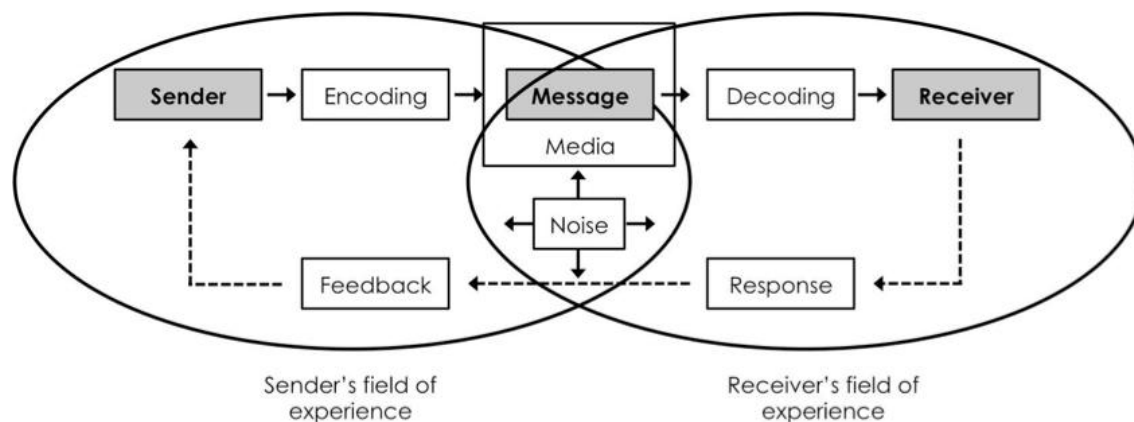 Sender
Encoding
Message
Decoding
Receiver
Media
Noise
Feedback
Response
Sender's field of
experience
Receiver's field of
experience